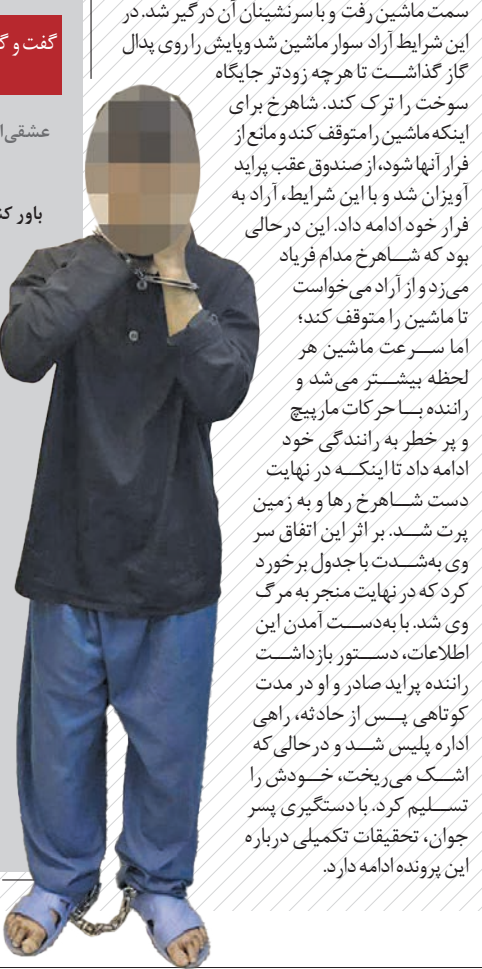 سمت ماشین رفت و با سرنشینان آن درگیر شد. در
این شرایط آراد سوار ماشین شد وپایش را روی پدال
گاز گذاشت تا هرچه زودتر جایگاه
سوخت را ترک کند. شاهرخ برای
اینکه ماشین را متوقف کند و مانع از
فرار آنها شود، از صندوق عقب پراید
آویزان شد و با این شرایط، آراد به
فرار خود ادامه داد. این درحالی
بود که شاهرخ مدام فریاد
می‌زد و از آراد می‌خواست
تا ماشین را متوقف کند؛
اما سرعت ماشین هر
لحظه بیشتر می‌شد و
راننده با حرکات مارپیچ
و پر خطر به رانندگی خود
ادامه داد تا اینکه در نهایت
دست شاهرخ رها و به زمین
پرت شد. بر اثر این اتفاق سر
وی به‌شدت با جدول برخورد
کرد که در نهایت منجر به مرگ
وی شد. با به‌دست آمدن این
اطلاعات، دستور بازداشت
راننده پراید صادر و او در مدت
کوتاهی پس از حادثه، راهی
اداره پلیس شد و درحالی‌که
اشک می‌ریخت، خودش را
تسلیم کرد. با دستگیری پسر
جوان، تحقیقات تکمیلی درباره
این پرونده ادامه دارد.
گفت و گ
عشقی‌ا
باور کن